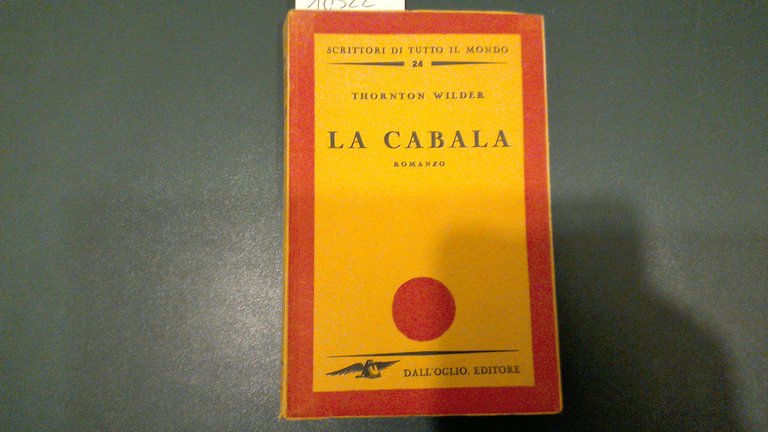 SCRITTORI DI TUTTO IL MONDO
24
THORNTON WILDER
LA CABALA
ROMANZO
DALL'OGLIO, EDITORE